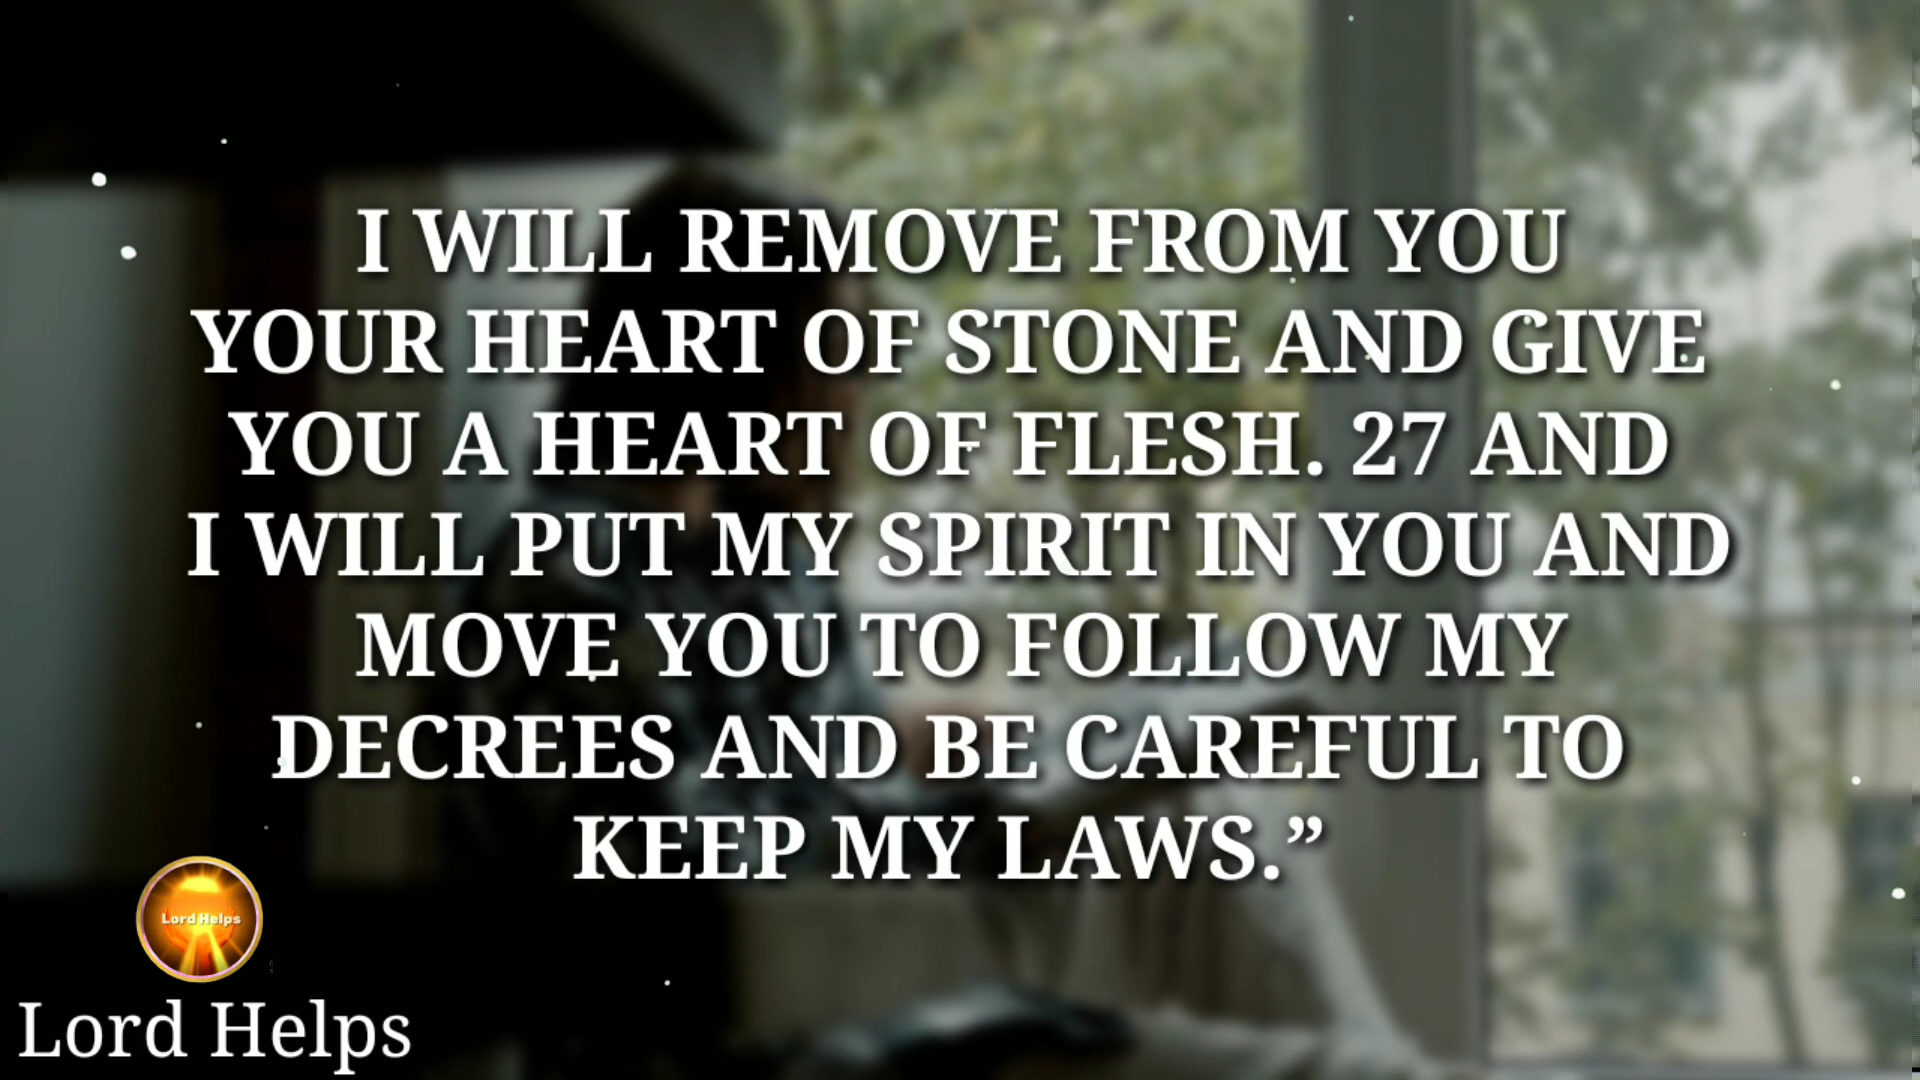 I WILL REMOVE FROM YOU
YOUR HEART OF STONE AND GIVE
YOU A HEART OF FLESH. 27 AND
I WILL PUT MY SPIRIT IN YOU AND
MOVE YOU TO FOLLOW MY
DECREES AND BE CAREFUL TO
KEEP MY LAWS.”
Lord Helps
Lord Helps